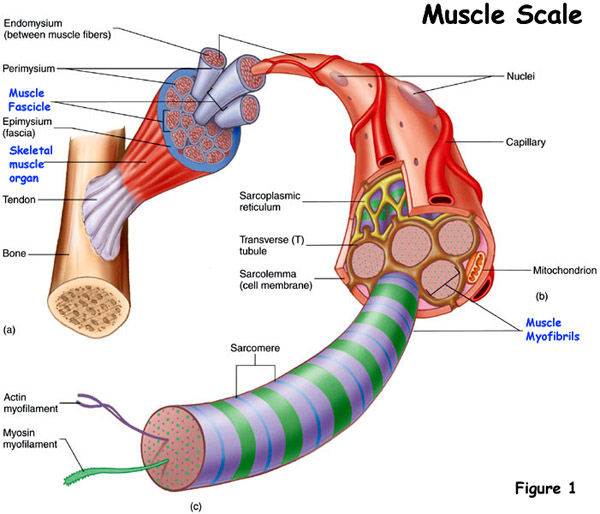 Muscle Scale
Endomysium
(between muscle fibers)
Perimysium
Muscle
Fascicle
Epimysium
(fascia)
Skeletal
muscle
organ
Tendon
Bone
(a)
Nuclei
Capillary
Sarcoplasmic
reticulum
Transverse (T)
tubule
Sarcolemma
(cell membrane)
Mitochondrion
(b)
Muscle
Myofibrils
Sarcomere
Actin
myofilament
Myosin
myofilament
(c)
Figure 1